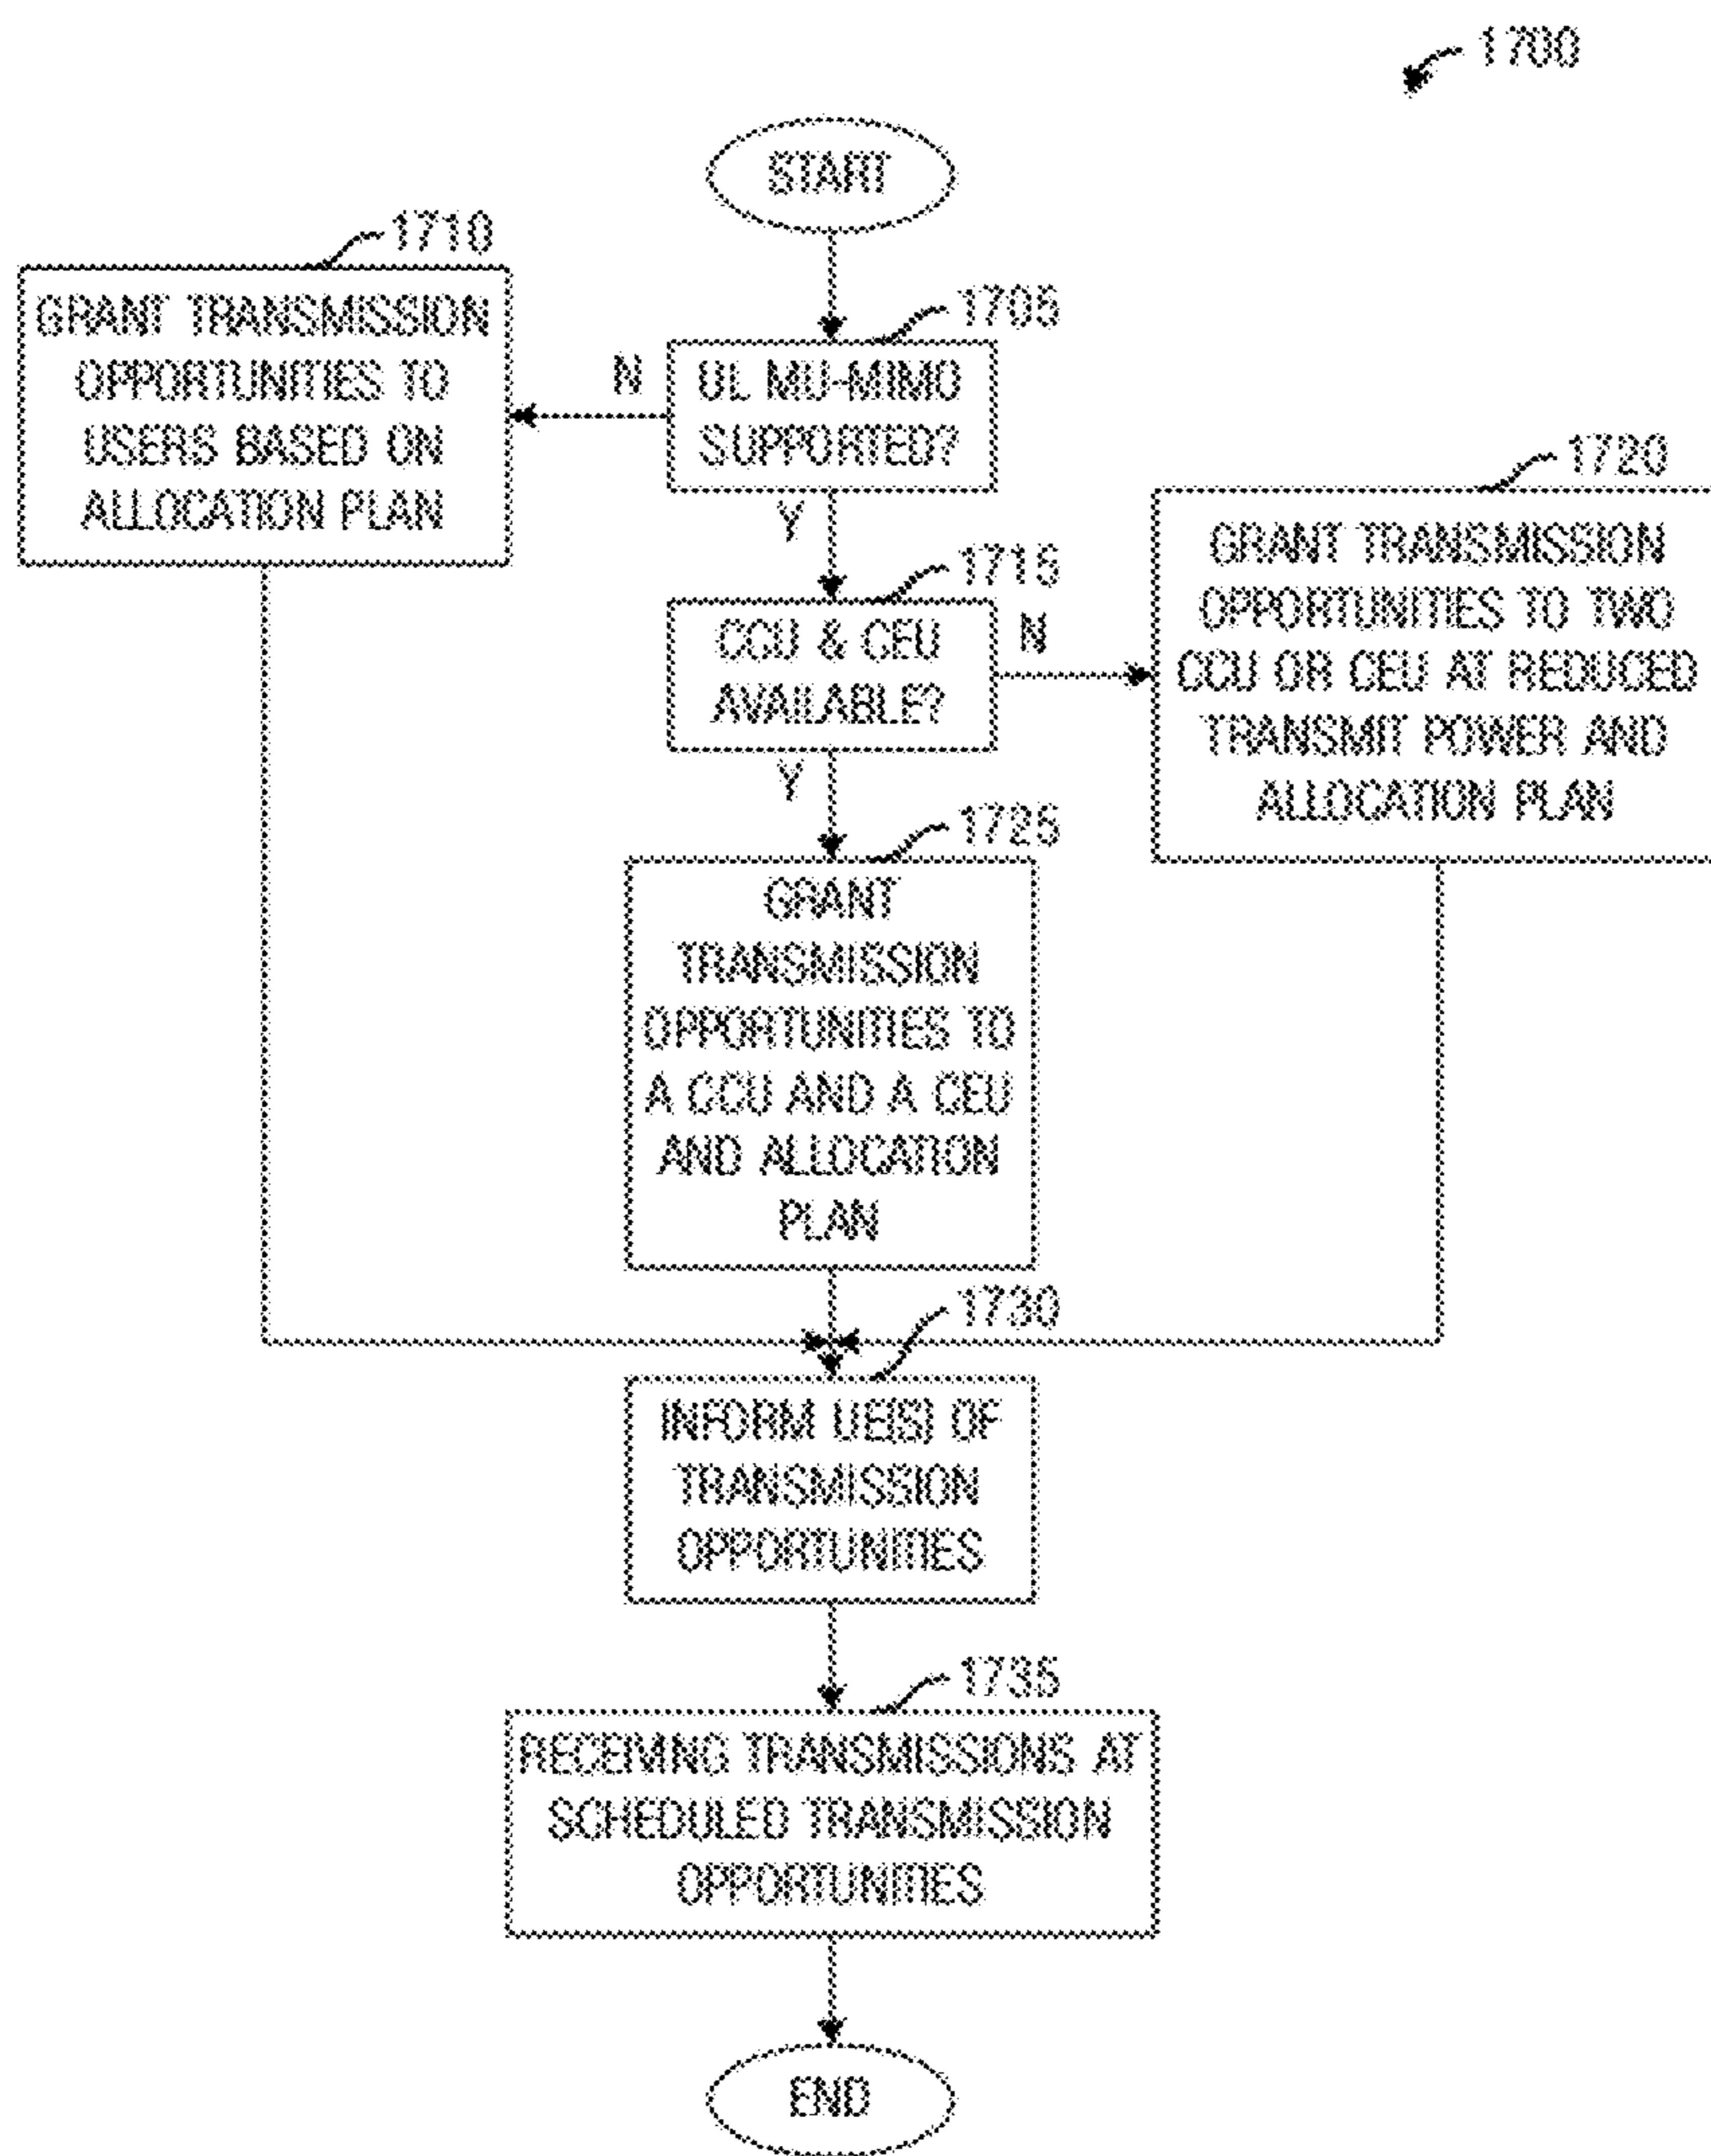 1700
START
1710
GRANT TRANSMISSION
OPPORTUNITIES TO
USERS BASED ON
ALLOCATION PLAN
1705
UL MU-MIMO
SUPPORTED?
N
Y
1715
CCU & CEU
AVAILABLE?
N
Y
1720
GRANT TRANSMISSION
OPPORTUNITIES TO TWO
CCU OR CEU AT REDUCED
TRANSMIT POWER AND
ALLOCATION PLAN
1725
GRANT
TRANSMISSION
OPPORTUNITIES TO
A CCU AND A CEU
AND ALLOCATION
PLAN
1730
INFORM UE(S) OF
TRANSMISSION
OPPORTUNITIES
1735
RECEIVING TRANSMISSIONS AT
SCHEDULED TRANSMISSION
OPPORTUNITIES
END